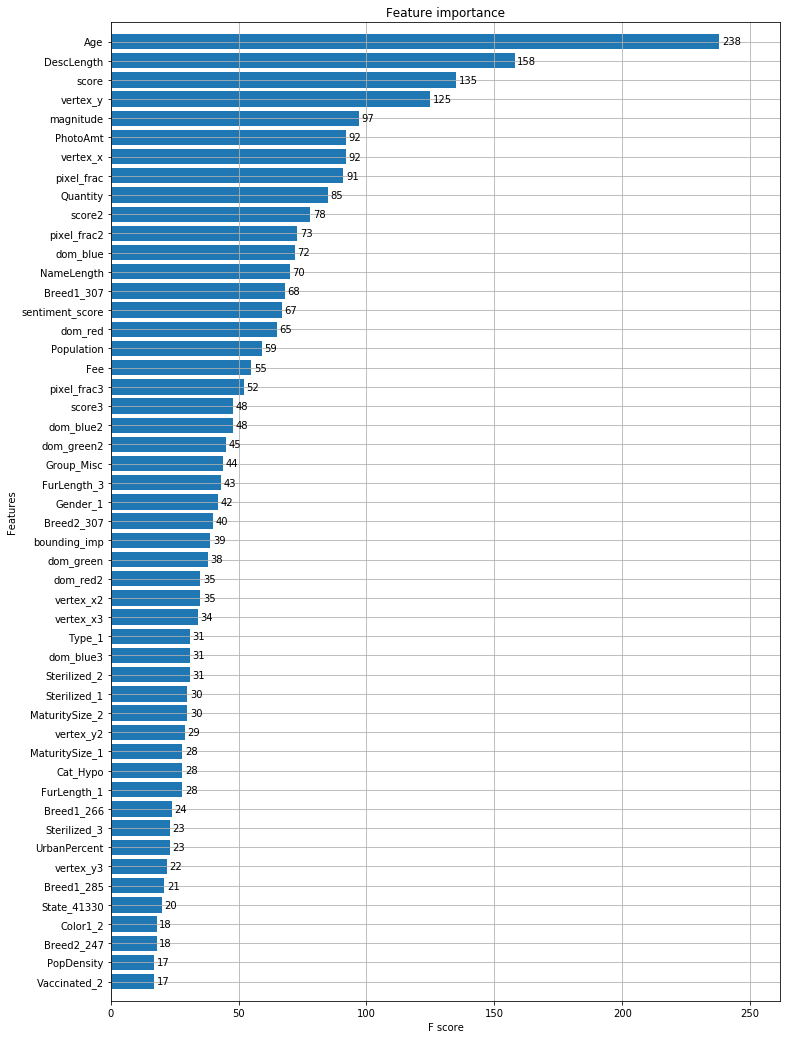 Feature importance
Age 238
DescLength 158
score 135
vertex_y 125
magnitude 97
PhotoAmt 92
vertex_x 92
pixel_frac 91
Quantity 85
score2 78
pixel_frac2 73
dom_blue 72
NameLength 70
Breed1_307 68
sentiment_score 67
dom_red 65
Population 59
Fee 55
pixel_frac3 52
score3 48
dom_blue2 48
dom_green2 45
Group_Misc 44
FurLength_3 43
Gender_1 42
Breed2_307 40
bounding_imp 39
dom_green 38
dom_red2 35
vertex_x2 35
vertex_x3 34
Type_1 31
dom_blue3 31
Sterilized_2 31
Sterilized_1 30
MaturitySize_2 30
vertex_y2 29
MaturitySize_1 28
Cat_Hypo 28
FurLength_1 28
Breed1_266 24
Sterilized_3 23
UrbanPercent 23
vertex_y3 22
Breed1_285 21
State_41330 20
Color1_2 18
Breed2_247 18
PopDensity 17
Vaccinated_2 17
Features
0 50 100 150 200 250
F score